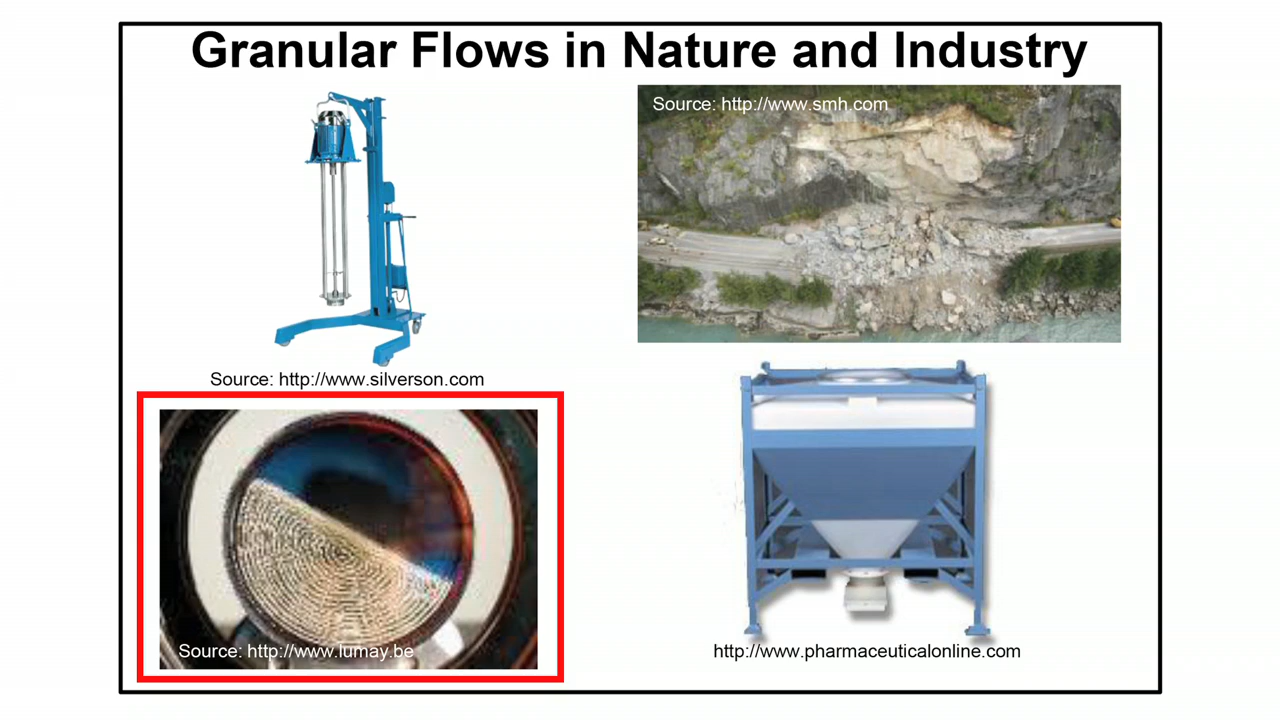 Granular Flows in Nature and Industry
Source: http://www.smh.com
Source: http://www.silverson.com
Source: http://www.lumay.be
http://www.pharmaceuticalonline.com